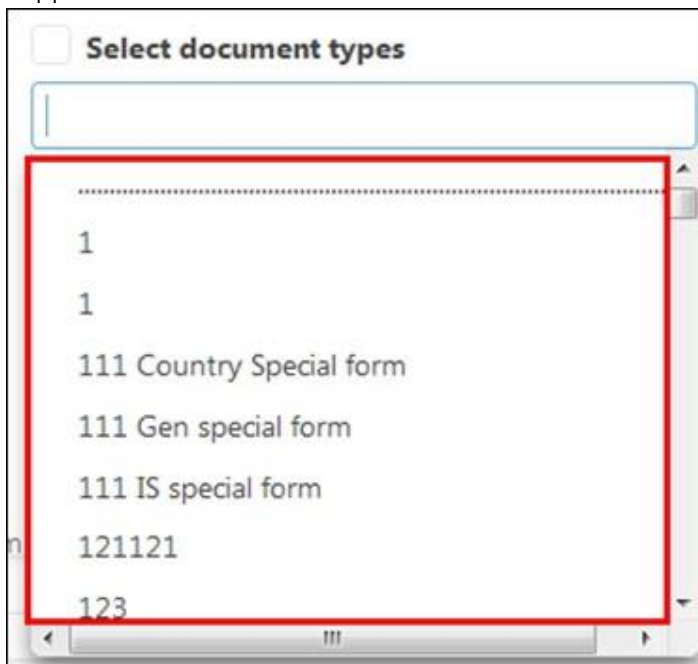 Select document types
................................................................................
1
1
111 Country Special form
111 Gen special form
111 IS special form
121121
123